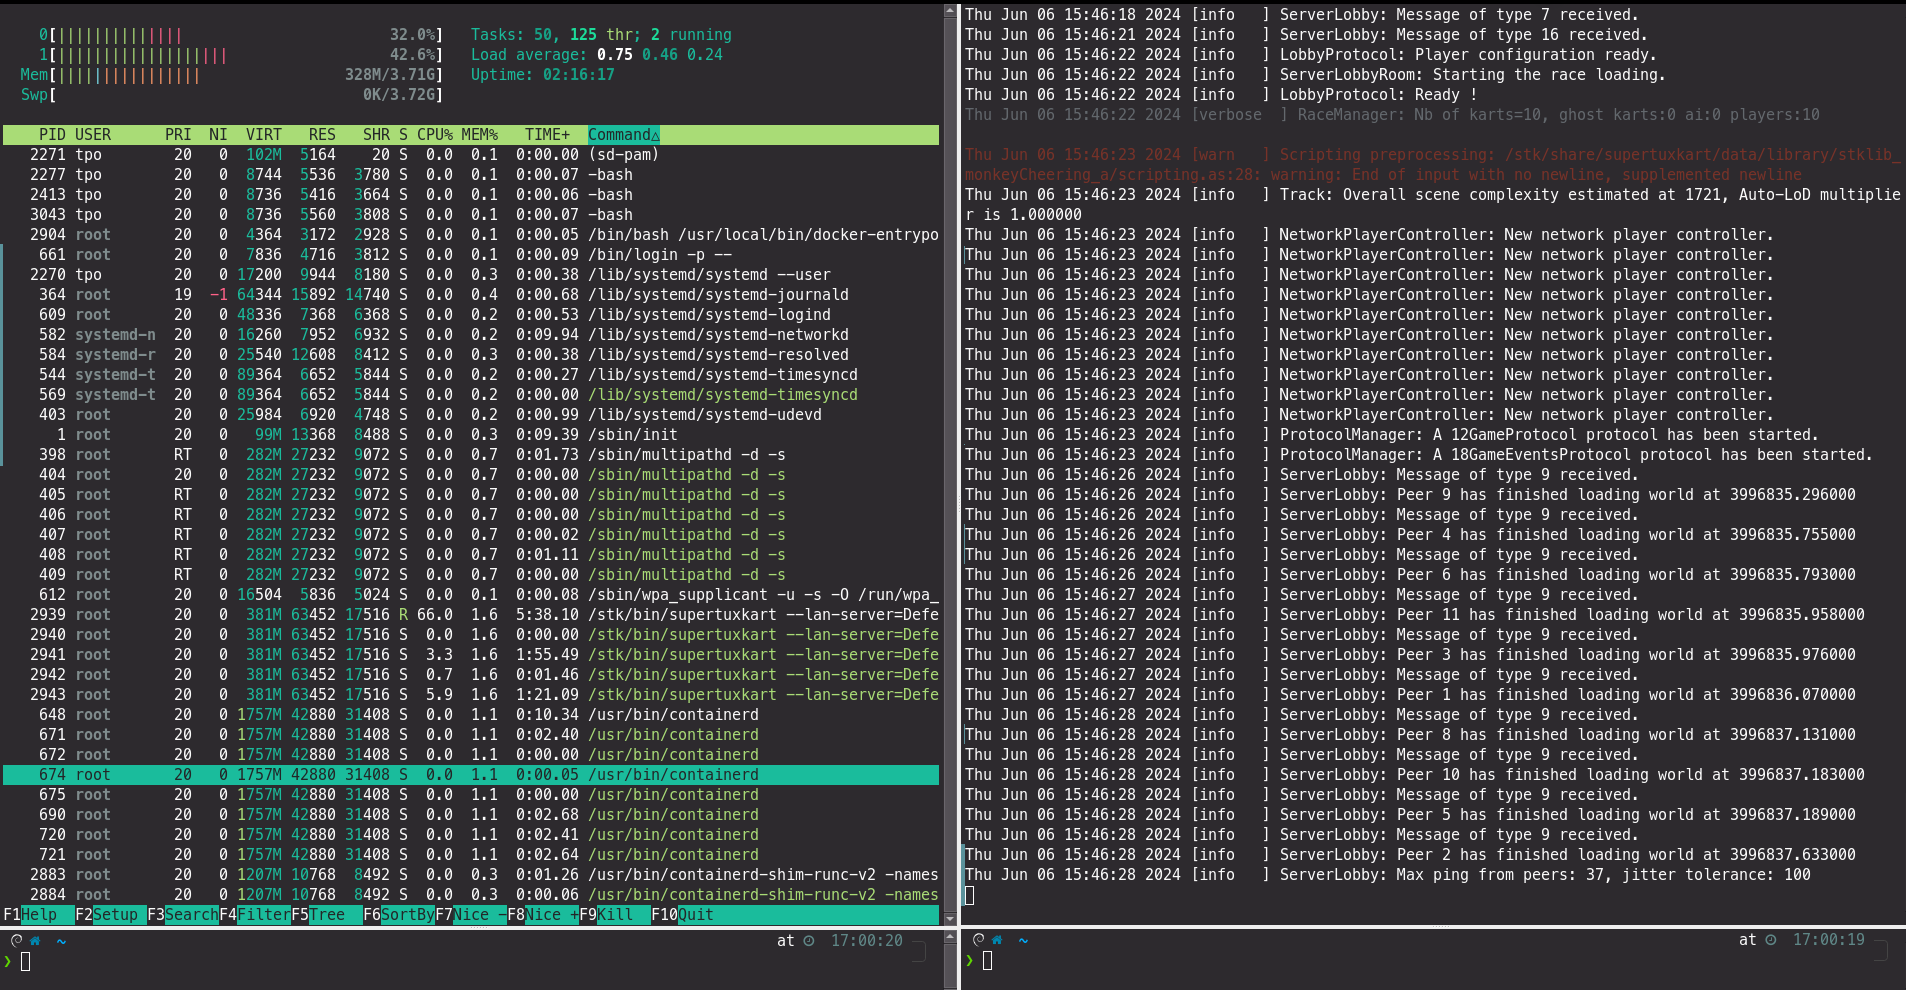 0[||||||||||||||                       32.0%]   Tasks: 50, 125 thr; 2 running
1[|||||||||||||||||||                  42.6%]   Load average: 0.75 0.46 0.24
Mem[||||||||||||||||                328M/3.71G]   Uptime: 02:16:17
Swp[                                  0K/3.72G]
PID USER      PRI  NI  VIRT   RES   SHR S CPU% MEM%   TIME+  Command△
2271 tpo        20   0  102M  5164    20 S  0.0  0.1  0:00.00 (sd-pam)
2277 tpo        20   0  8744  5536  3780 S  0.0  0.1  0:00.07 -bash
2413 tpo        20   0  8736  5416  3664 S  0.0  0.1  0:00.06 -bash
3043 tpo        20   0  8736  5560  3808 S  0.0  0.1  0:00.07 -bash
2904 root       20   0  4364  3172  2928 S  0.0  0.1  0:00.05 /bin/bash /usr/local/bin/docker-entrypo
661 root       20   0  7836  4716  3812 S  0.0  0.1  0:00.09 /bin/login -p --
2270 tpo        20   0 17200  9944  8180 S  0.0  0.3  0:00.38 /lib/systemd/systemd --user
364 root       19  -1 64344 15892 14740 S  0.0  0.4  0:00.68 /lib/systemd/systemd-journald
609 root       20   0 48336  7368  6368 S  0.0  0.2  0:00.53 /lib/systemd/systemd-logind
582 systemd-n  20   0 16260  7952  6932 S  0.0  0.2  0:09.94 /lib/systemd/systemd-networkd
584 systemd-r  20   0 25540 12608  8412 S  0.0  0.3  0:00.38 /lib/systemd/systemd-resolved
544 systemd-t  20   0 89364  6652  5844 S  0.0  0.2  0:00.27 /lib/systemd/systemd-timesyncd
569 systemd-t  20   0 89364  6652  5844 S  0.0  0.2  0:00.00 /lib/systemd/systemd-timesyncd
403 root       20   0 25984  6920  4748 S  0.0  0.2  0:00.99 /lib/systemd/systemd-udevd
1 root       20   0   99M 13368  8488 S  0.0  0.3  0:09.39 /sbin/init
398 root       RT   0  282M 27232  9072 S  0.0  0.7  0:01.73 /sbin/multipathd -d -s
404 root       20   0  282M 27232  9072 S  0.0  0.7  0:00.00 /sbin/multipathd -d -s
405 root       RT   0  282M 27232  9072 S  0.0  0.7  0:00.00 /sbin/multipathd -d -s
406 root       RT   0  282M 27232  9072 S  0.0  0.7  0:00.00 /sbin/multipathd -d -s
407 root       RT   0  282M 27232  9072 S  0.0  0.7  0:00.02 /sbin/multipathd -d -s
408 root       RT   0  282M 27232  9072 S  0.0  0.7  0:01.11 /sbin/multipathd -d -s
409 root       RT   0  282M 27232  9072 S  0.0  0.7  0:00.00 /sbin/multipathd -d -s
612 root       20   0 16504  5836  5024 S  0.0  0.1  0:00.08 /sbin/wpa_supplicant -u -s -O /run/wpa_
2939 root       20   0  381M 63452 17516 R 66.0  1.6  5:38.10 /stk/bin/supertuxkart --lan-server=Defe
2940 root       20   0  381M 63452 17516 S  0.0  1.6  0:00.00 /stk/bin/supertuxkart --lan-server=Defe
2941 root       20   0  381M 63452 17516 S  3.3  1.6  1:55.49 /stk/bin/supertuxkart --lan-server=Defe
2942 root       20   0  381M 63452 17516 S  0.7  1.6  0:01.46 /stk/bin/supertuxkart --lan-server=Defe
2943 root       20   0  381M 63452 17516 S  5.9  1.6  1:21.09 /stk/bin/supertuxkart --lan-server=Defe
648 root       20   0 1757M 42880 31408 S  0.0  1.1  0:10.34 /usr/bin/containerd
671 root       20   0 1757M 42880 31408 S  0.0  1.1  0:02.40 /usr/bin/containerd
672 root       20   0 1757M 42880 31408 S  0.0  1.1  0:00.00 /usr/bin/containerd
674 root       20   0 1757M 42880 31408 S  0.0  1.1  0:00.05 /usr/bin/containerd
675 root       20   0 1757M 42880 31408 S  0.0  1.1  0:00.00 /usr/bin/containerd
690 root       20   0 1757M 42880 31408 S  0.0  1.1  0:02.68 /usr/bin/containerd
720 root       20   0 1757M 42880 31408 S  0.0  1.1  0:02.41 /usr/bin/containerd
721 root       20   0 1757M 42880 31408 S  0.0  1.1  0:02.64 /usr/bin/containerd
2883 root       20   0 1207M 10768  8492 S  0.0  0.3  0:01.26 /usr/bin/containerd-shim-runc-v2 -names
2884 root       20   0 1207M 10768  8492 S  0.0  0.3  0:00.06 /usr/bin/containerd-shim-runc-v2 -names
F1Help  F2Setup F3SearchF4FilterF5Tree  F6SortByF7Nice -F8Nice +F9Kill  F10Quit
~ at 17:00:20
❯
Thu Jun 06 15:46:18 2024 [info   ] ServerLobby: Message of type 7 received.
Thu Jun 06 15:46:21 2024 [info   ] ServerLobby: Message of type 16 received.
Thu Jun 06 15:46:22 2024 [info   ] LobbyProtocol: Player configuration ready.
Thu Jun 06 15:46:22 2024 [info   ] ServerLobbyRoom: Starting the race loading.
Thu Jun 06 15:46:22 2024 [info   ] LobbyProtocol: Ready !
Thu Jun 06 15:46:22 2024 [verbose  ] RaceManager: Nb of karts=10, ghost karts:0 ai:0 players:10
Thu Jun 06 15:46:23 2024 [warn   ] Scripting preprocessing: /stk/share/supertuxkart/data/library/stklib_
monkeyCheering_a/scripting.as:28: warning: End of input with no newline, supplemented newline
Thu Jun 06 15:46:23 2024 [info   ] Track: Overall scene complexity estimated at 1721, Auto-LoD multiplie
r is 1.000000
Thu Jun 06 15:46:23 2024 [info   ] NetworkPlayerController: New network player controller.
Thu Jun 06 15:46:23 2024 [info   ] NetworkPlayerController: New network player controller.
Thu Jun 06 15:46:23 2024 [info   ] NetworkPlayerController: New network player controller.
Thu Jun 06 15:46:23 2024 [info   ] NetworkPlayerController: New network player controller.
Thu Jun 06 15:46:23 2024 [info   ] NetworkPlayerController: New network player controller.
Thu Jun 06 15:46:23 2024 [info   ] NetworkPlayerController: New network player controller.
Thu Jun 06 15:46:23 2024 [info   ] NetworkPlayerController: New network player controller.
Thu Jun 06 15:46:23 2024 [info   ] NetworkPlayerController: New network player controller.
Thu Jun 06 15:46:23 2024 [info   ] NetworkPlayerController: New network player controller.
Thu Jun 06 15:46:23 2024 [info   ] NetworkPlayerController: New network player controller.
Thu Jun 06 15:46:23 2024 [info   ] ProtocolManager: A 12GameProtocol protocol has been started.
Thu Jun 06 15:46:23 2024 [info   ] ProtocolManager: A 18GameEventsProtocol protocol has been started.
Thu Jun 06 15:46:26 2024 [info   ] ServerLobby: Message of type 9 received.
Thu Jun 06 15:46:26 2024 [info   ] ServerLobby: Peer 9 has finished loading world at 3996835.296000
Thu Jun 06 15:46:26 2024 [info   ] ServerLobby: Message of type 9 received.
Thu Jun 06 15:46:26 2024 [info   ] ServerLobby: Peer 4 has finished loading world at 3996835.755000
Thu Jun 06 15:46:26 2024 [info   ] ServerLobby: Message of type 9 received.
Thu Jun 06 15:46:26 2024 [info   ] ServerLobby: Peer 6 has finished loading world at 3996835.793000
Thu Jun 06 15:46:27 2024 [info   ] ServerLobby: Message of type 9 received.
Thu Jun 06 15:46:27 2024 [info   ] ServerLobby: Peer 11 has finished loading world at 3996835.958000
Thu Jun 06 15:46:27 2024 [info   ] ServerLobby: Message of type 9 received.
Thu Jun 06 15:46:27 2024 [info   ] ServerLobby: Peer 3 has finished loading world at 3996835.976000
Thu Jun 06 15:46:27 2024 [info   ] ServerLobby: Message of type 9 received.
Thu Jun 06 15:46:27 2024 [info   ] ServerLobby: Peer 1 has finished loading world at 3996836.070000
Thu Jun 06 15:46:28 2024 [info   ] ServerLobby: Message of type 9 received.
Thu Jun 06 15:46:28 2024 [info   ] ServerLobby: Peer 8 has finished loading world at 3996837.131000
Thu Jun 06 15:46:28 2024 [info   ] ServerLobby: Message of type 9 received.
Thu Jun 06 15:46:28 2024 [info   ] ServerLobby: Peer 10 has finished loading world at 3996837.183000
Thu Jun 06 15:46:28 2024 [info   ] ServerLobby: Message of type 9 received.
Thu Jun 06 15:46:28 2024 [info   ] ServerLobby: Peer 5 has finished loading world at 3996837.189000
Thu Jun 06 15:46:28 2024 [info   ] ServerLobby: Message of type 9 received.
Thu Jun 06 15:46:28 2024 [info   ] ServerLobby: Peer 2 has finished loading world at 3996837.633000
Thu Jun 06 15:46:28 2024 [info   ] ServerLobby: Max ping from peers: 37, jitter tolerance: 100
~ at 17:00:19
❯